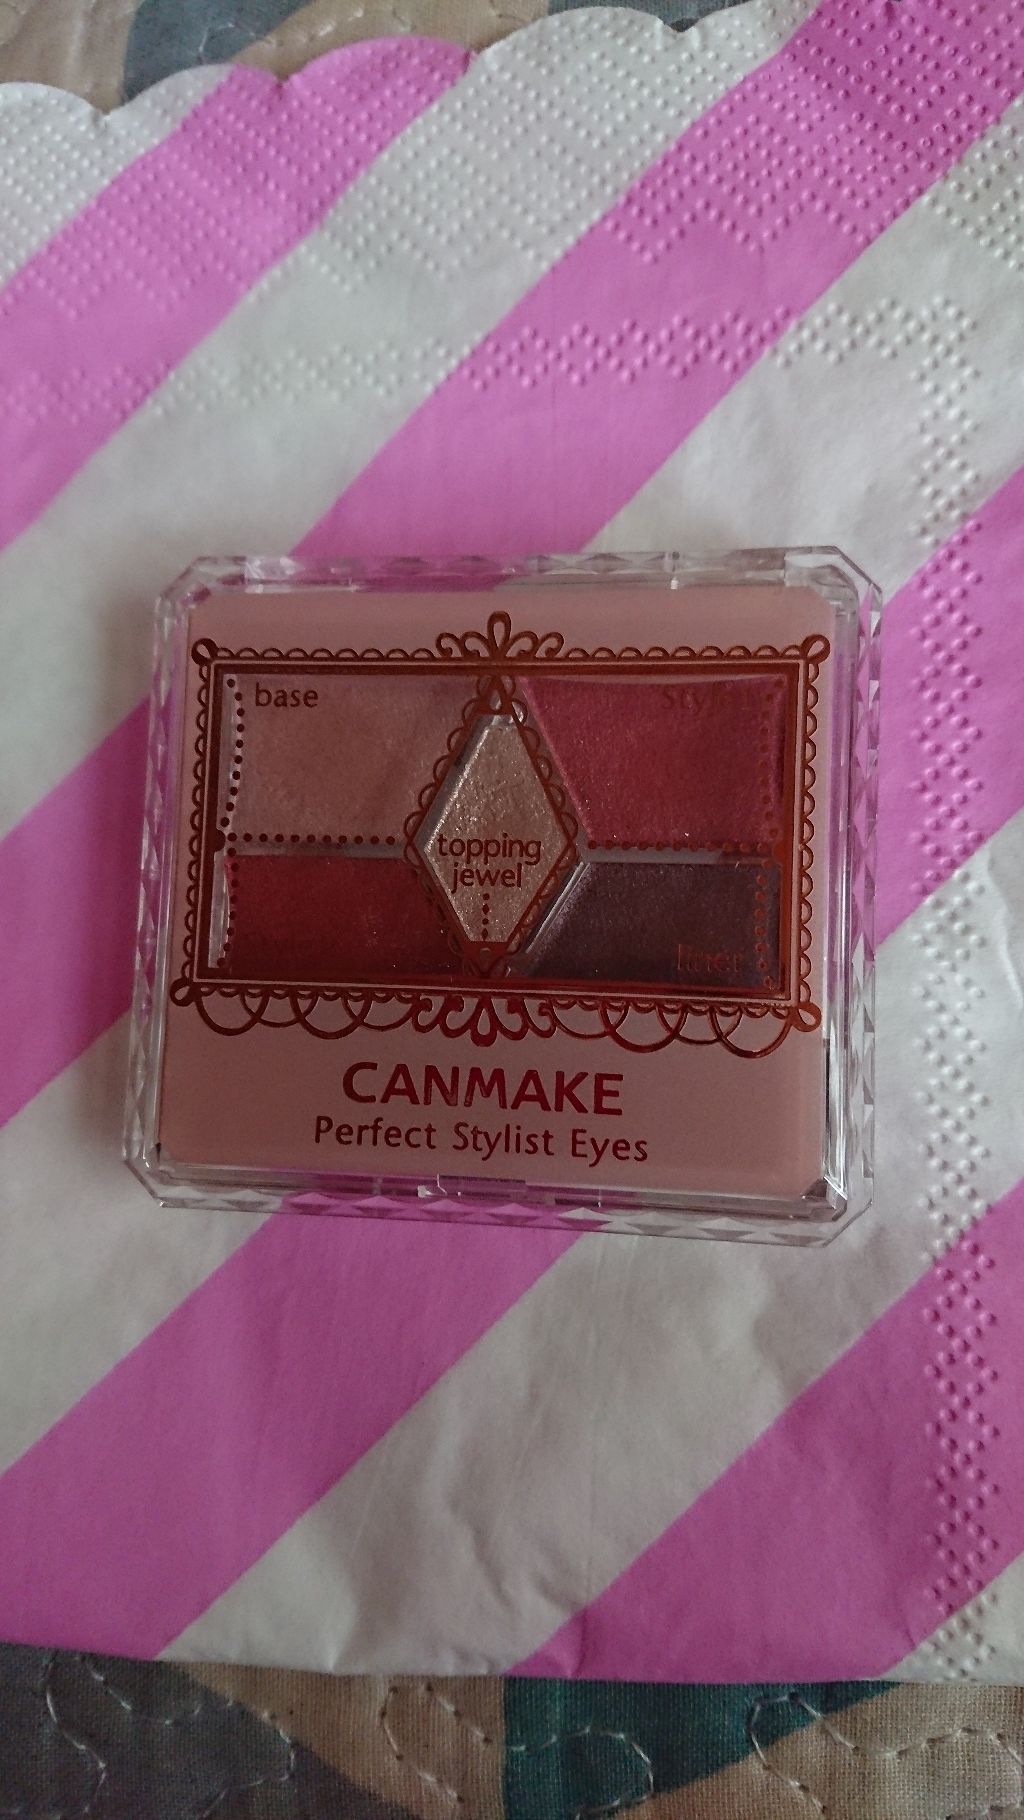 base
topping
jewel
liner
CANMAKE
Perfect Stylist Eyes